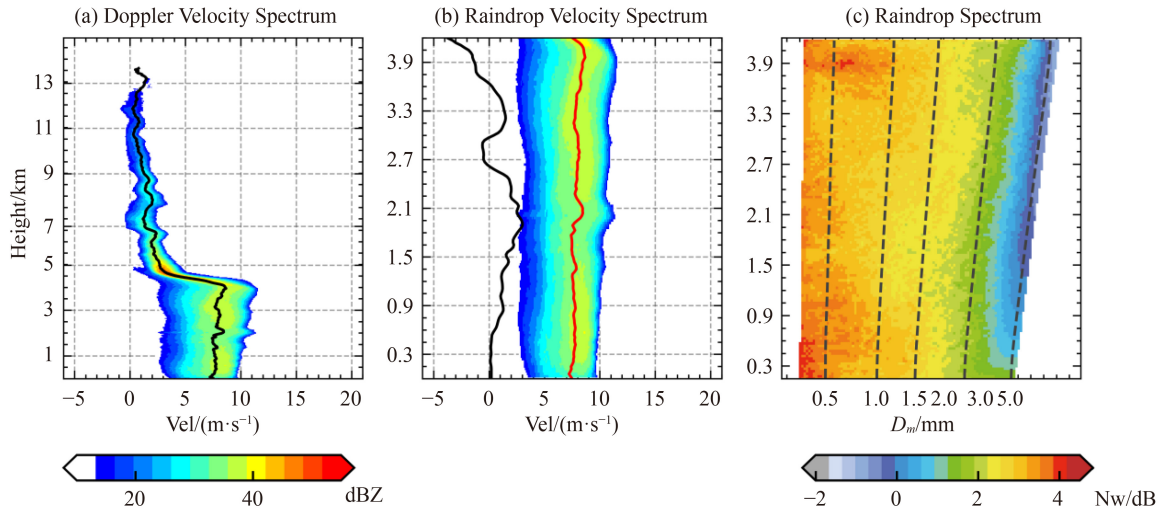 (a) Doppler Velocity Spectrum
(b) Raindrop Velocity Spectrum
(c) Raindrop Spectrum
Height/km
13
11
9
7
5
3
1
−5 0 5 10 15 20
Vel/(m·s⁻¹)
3.9
3.3
2.7
2.1
1.5
0.9
0.3
−5 0 5 10 15 20
Vel/(m·s⁻¹)
3.9
3.3
2.7
2.1
1.5
0.9
0.3
0.5 1.0 1.5 2.0 3.0 5.0
Dm/mm
20 40 dBZ
−2 0 2 4 Nw/dB